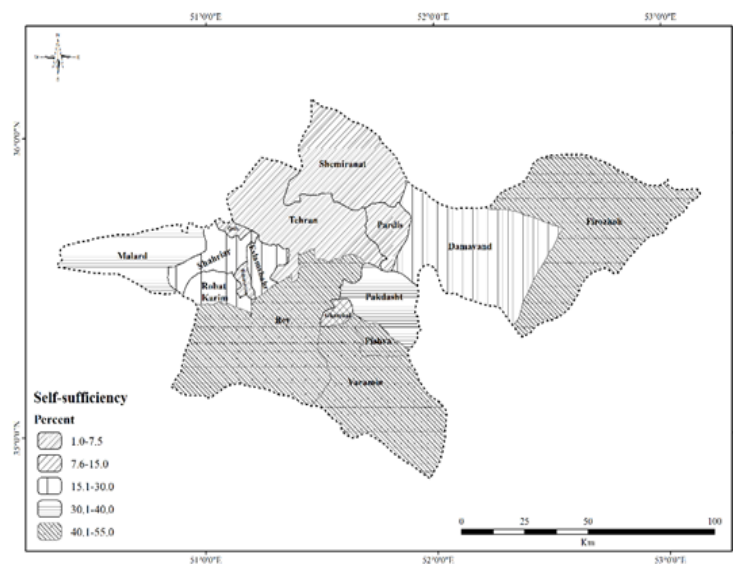 51°0'0"E 52°0'0"E 53°0'0"E
N
36°0'0"N
Shemiranat
Tehran
Pardis
Firozkoh
Damavand
Malard
Shahriar
Robat
Karim
Pakdasht
Rey
Pishva
Varamin
35°0'0"N
Self-sufficiency
Percent
1.0-7.5
7.6-15.0
15.1-30.0
30.1-40.0
40.1-55.0
0 25 50 100
Km
51°0'0"E 52°0'0"E 53°0'0"E